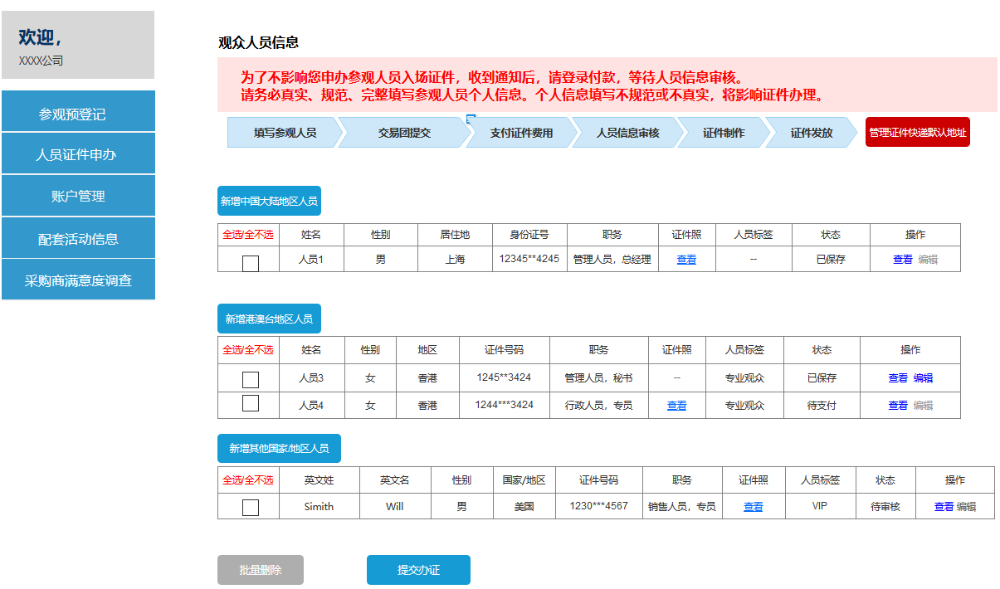 欢迎，
XXXX公司
参观预登记
人员证件申办
账户管理
配套活动信息
采购商满意度调查
观众人员信息
为了不影响您申办参观人员入场证件，收到通知后，请登录付款，等待人员信息审核。
请务必真实、规范、完整填写参观人员个人信息。个人信息填写不规范或不真实，将影响证件办理。
填写参观人员 交易团提交 支付证件费用 人员信息审核 证件制作 证件发放 管理证件快递默认地址
新增中国大陆地区人员
全选/全不选 姓名 性别 居住地 身份证号 职务 证件照 人员标签 状态 操作
人员1 男 上海 12345**4245 管理人员，总经理 查看 -- 已保存 查看 编辑
新增港澳台地区人员
全选/全不选 姓名 性别 地区 证件号码 职务 证件照 人员标签 状态 操作
人员3 女 香港 1245**3424 管理人员，秘书 -- 专业观众 已保存 查看 编辑
人员4 女 香港 1244***3424 行政人员，专员 查看 专业观众 待支付 查看 编辑
新增其他国家/地区人员
全选/全不选 英文姓 英文名 性别 国家/地区 证件号码 职务 证件照 人员标签 状态 操作
Simith Will 男 美国 1230***4567 销售人员，专员 查看 VIP 待审核 查看 编辑
批量删除 提交办证